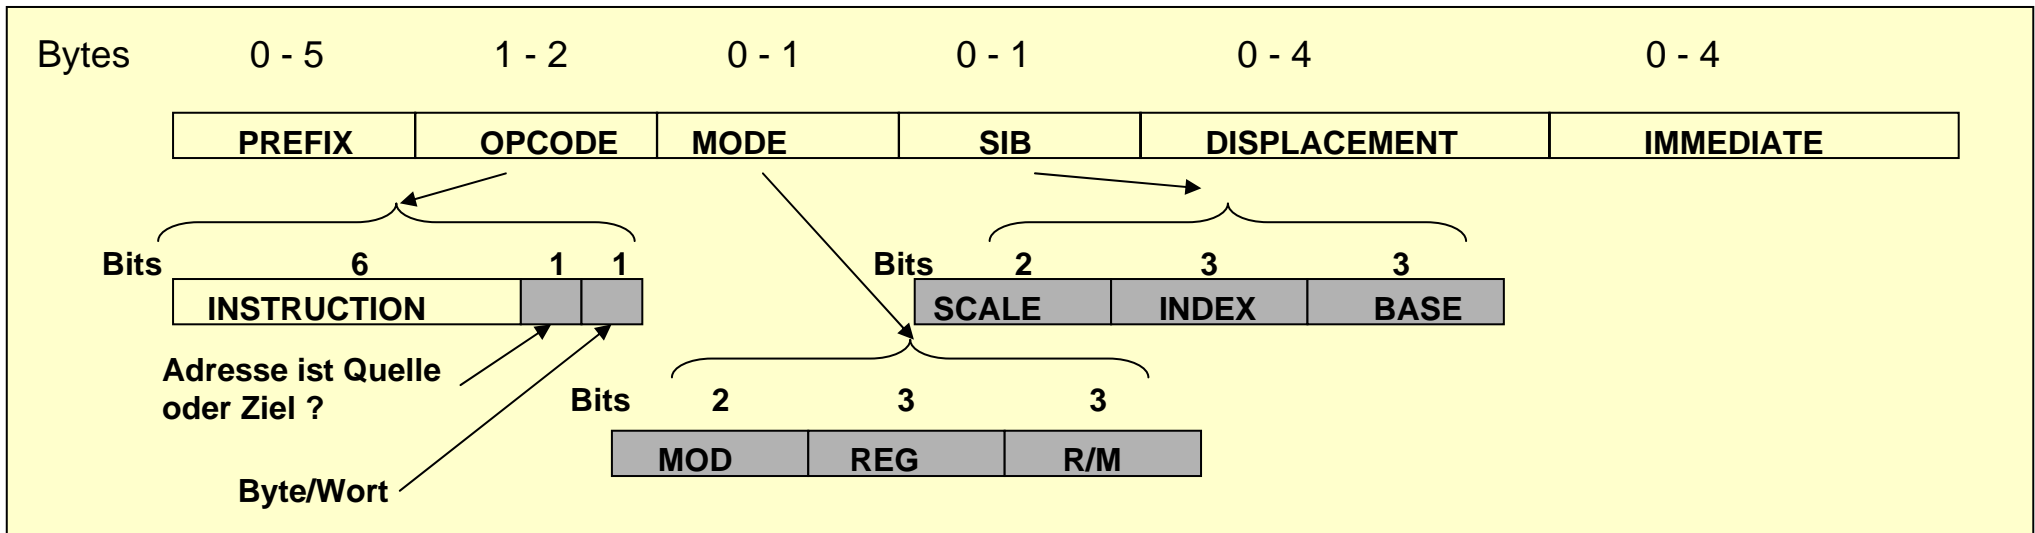 Bytes 0 - 5 1 - 2 0 - 1 0 - 1 0 - 4 0 - 4
PREFIX OPCODE MODE SIB DISPLACEMENT IMMEDIATE
Bits 6 1 1
INSTRUCTION
Adresse ist Quelle
oder Ziel ?
Byte/Wort
Bits 2 3 3
SCALE INDEX BASE
Bits 2 3 3
MOD REG R/M